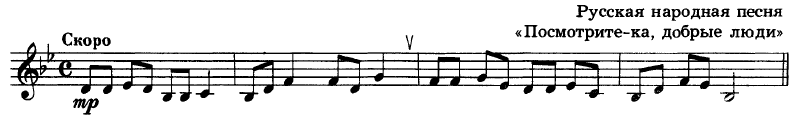 Русская народная песня
«Посмотрите-ка, добрые люди»
Скоро
mp